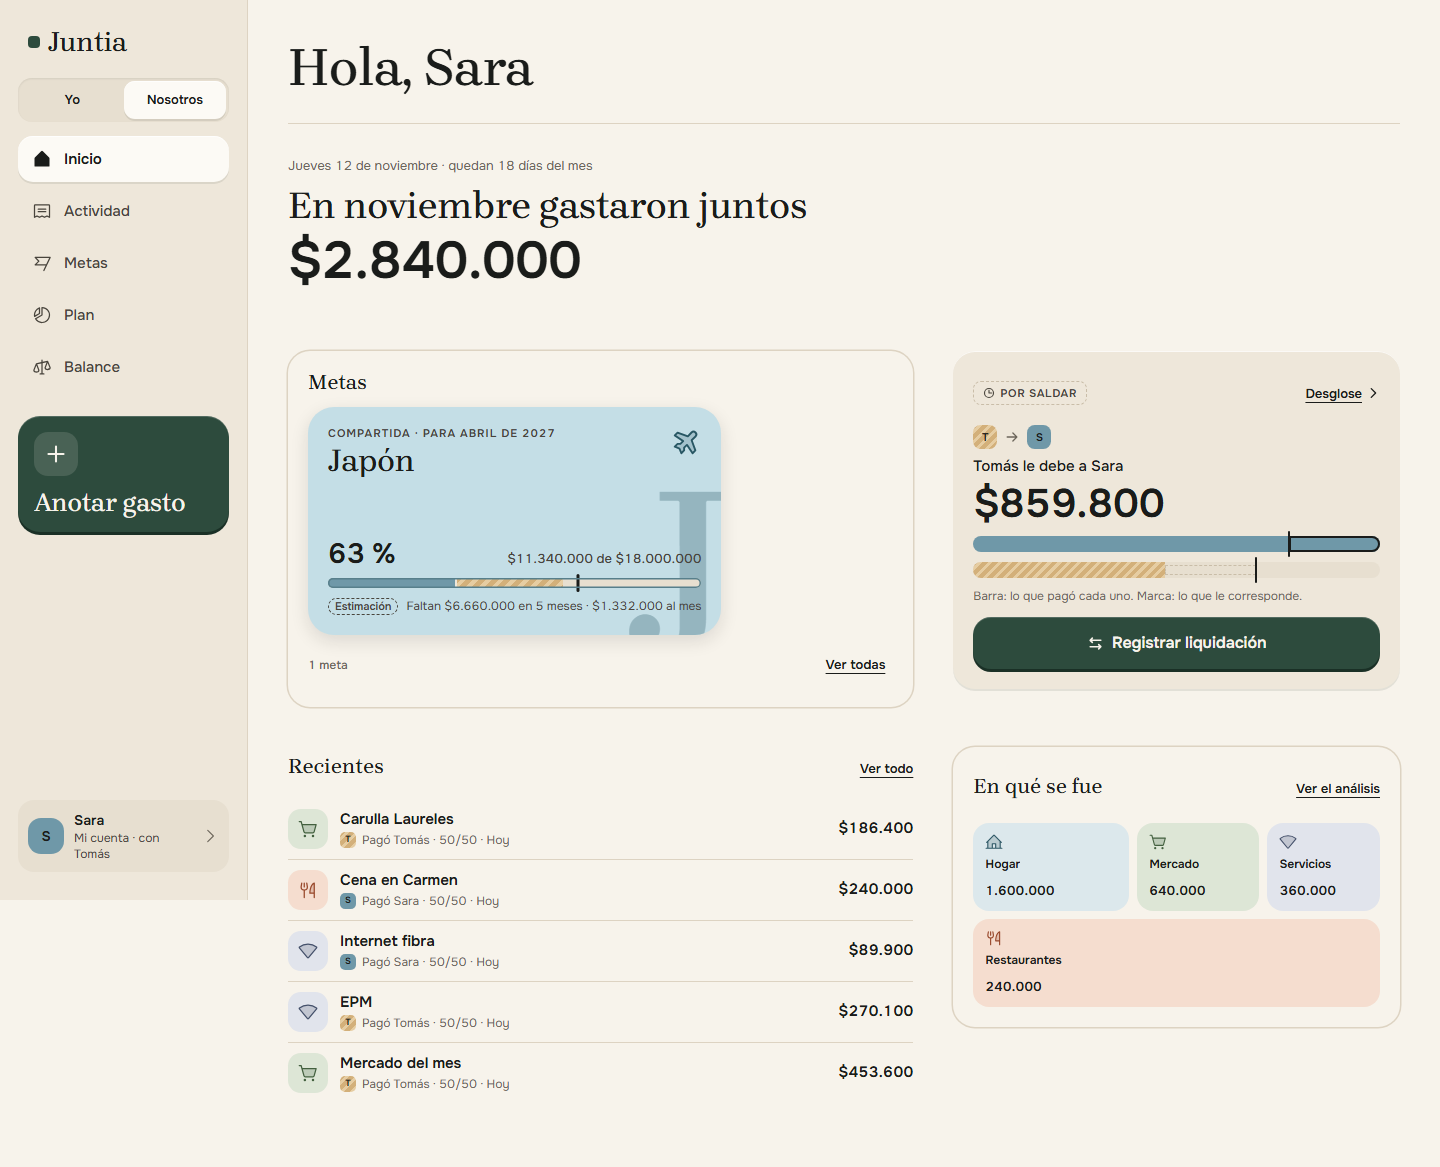 Juntia
Yo
Nosotros
Inicio
Actividad
Metas
Plan
Balance
Anotar gasto
S
Sara
Mi cuenta · con
Tomás
Hola, Sara
Jueves 12 de noviembre · quedan 18 días del mes
En noviembre gastaron juntos
$2.840.000
Metas
COMPARTIDA · PARA ABRIL DE 2027
Japón
J
63 %
$11.340.000 de $18.000.000
Estimación
Faltan $6.660.000 en 5 meses · $1.332.000 al mes
1 meta
Ver todas
POR SALDAR
Desglose
T
S
Tomás le debe a Sara
$859.800
Barra: lo que pagó cada uno. Marca: lo que le corresponde.
Registrar liquidación
Recientes
Ver todo
Carulla Laureles
T Pagó Tomás · 50/50 · Hoy
$186.400
Cena en Carmen
S Pagó Sara · 50/50 · Hoy
$240.000
Internet fibra
S Pagó Sara · 50/50 · Hoy
$89.900
EPM
T Pagó Tomás · 50/50 · Hoy
$270.100
Mercado del mes
T Pagó Tomás · 50/50 · Hoy
$453.600
En qué se fue
Ver el análisis
Hogar
1.600.000
Mercado
640.000
Servicios
360.000
Restaurantes
240.000